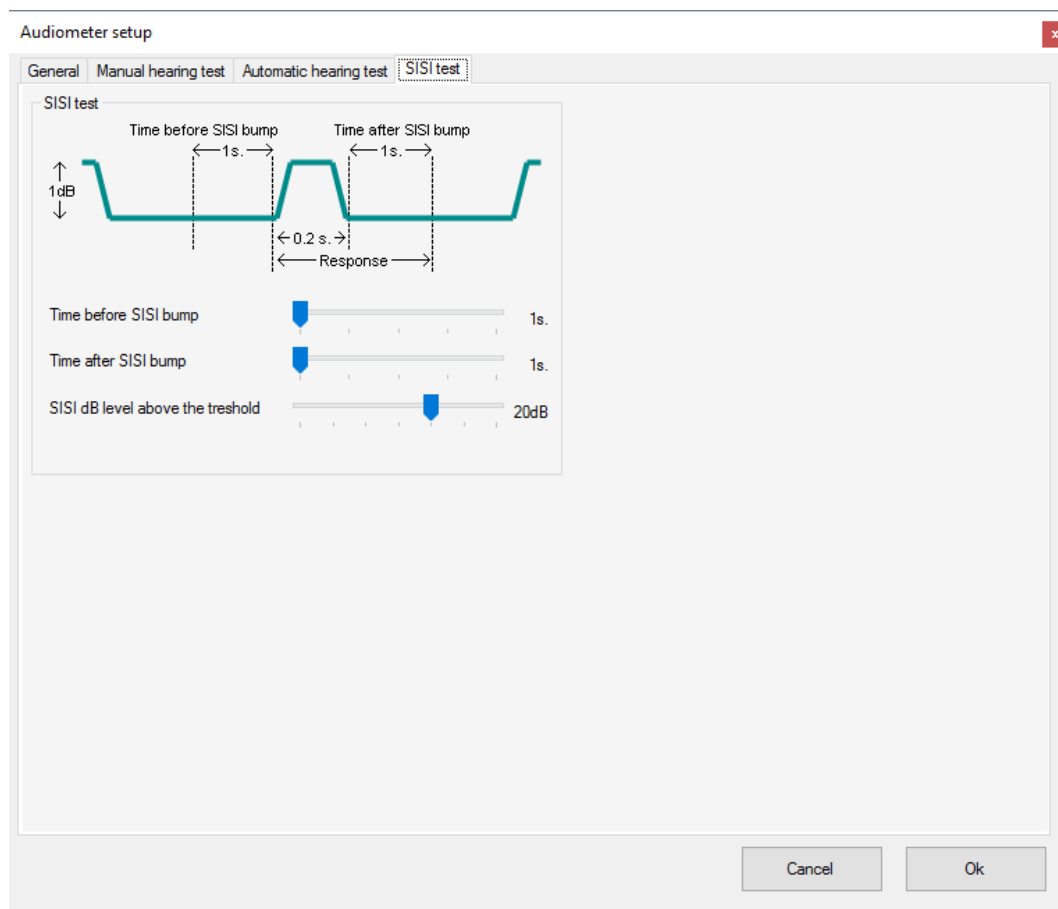 Audiometer setup
x
General Manual hearing test Automatic hearing test SISI test
SISI test
Time before SISI bump Time after SISI bump
1s. 1s.
1dB
0.2 s.
Response
Time before SISI bump 1s.
Time after SISI bump 1s.
SISI dB level above the treshold 20dB
Cancel Ok